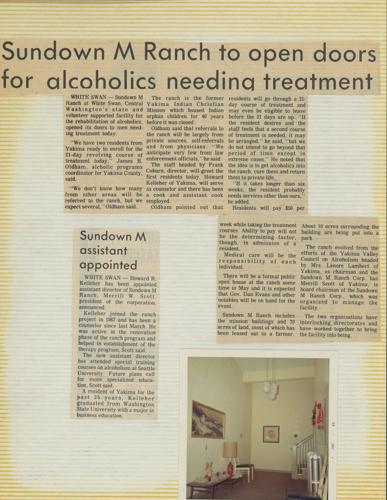 Sundown M Ranch to open doors
for alcoholics needing treatment
WHITE SWAN — Sundown M
Ranch at White Swan, Central
Washington's state and
volunteer supported facility for
the rehabilitation of alcoholics,
opened its doors to men need-
ing treatment today.
"We have two residents from
Yakima ready to enroll for the
21-day revolving course of
treatment today," James B.
Oldham, alcoholic program
coordinator for Yakima County,
said.
"We don't know how many
from other areas will be
referred to the ranch, but we
expect several," Oldham said.
The ranch is the former
Yakima Indian Christian
Mission which housed Indian
orphan children for 40 years
before it was closed.
Oldham said that referrals to
the ranch will be largely from
private sources, self-referrals
and from physicians. "We
anticipate very few from law
enforcement officials," he said.
The staff headed by Frank
Coburn, director, will greet the
first residents today. Howard
Kelleher of Yakima, will serve
as counselor and there has been
a cook and assistant cook
employed.
Oldham pointed out that
residents will go through a 21-
day course of treatment and
may even be eligible to leave
before the 21 days are up. "If
the resident desires and the
staff feels that a second course
of treatment is needed, it may
be arranged," he said, "but we
do not intend to go beyond that
period of time except in
extreme cases." He noted that
the idea is to get alcoholics into
the ranch, cure them and return
them to private life.
"If it takes longer than six
weeks, the resident probably
needs services other than ours,"
he added.
Residents will pay $50 per
week while taking the treatment
courses. Ability to pay will not
be the determining factor,
though, in admission of a
resident.
Medical care will be the
responsibility of each
individual.
There will be a formal public
open house at the ranch some
time in May and it is expected
that Gov. Dan Evans and other
notables will be on hand for the
event.
Sundown M Ranch includes
the mission buildings and 70
acres of land, most of which has
been leased out to a farmer.
About 10 acres surrounding the
building are being put into a
park.
The ranch evolved from the
efforts of the Yakima Valley
Council on Alcoholism headed
by Mrs. Lenore Lambert of
Yakima, as chairman and the
Sundown M Ranch Corp. has
Merrill Scott of Yakima, is
board chairman of the Sundown
M Ranch Corp., which was
organized to manage the
facility.
The two organizations have
interlocking directorates and
have worked together to bring
the facility into being.
Sundown M
assistant
appointed
WHITE SWAN — Howard R.
Kelleher has been appointed
assistant director of Sundown M
Ranch, Merrill W. Scott,
president of the corporation,
announced.
Kelleher joined the ranch
project in 1967 and has been a
counselor since last March. He
was active in the renovation
phase of the ranch program and
helped in establishment of the
therapy program, Scott said.
The new assistant director
has attended special training
courses on alcoholism at Seattle
University. Future plans call
for more specialized educa-
tion, Scott said.
A resident of Yakima for the
past 25 years, Kelleher
graduated from Washington
State University with a major in
business education.